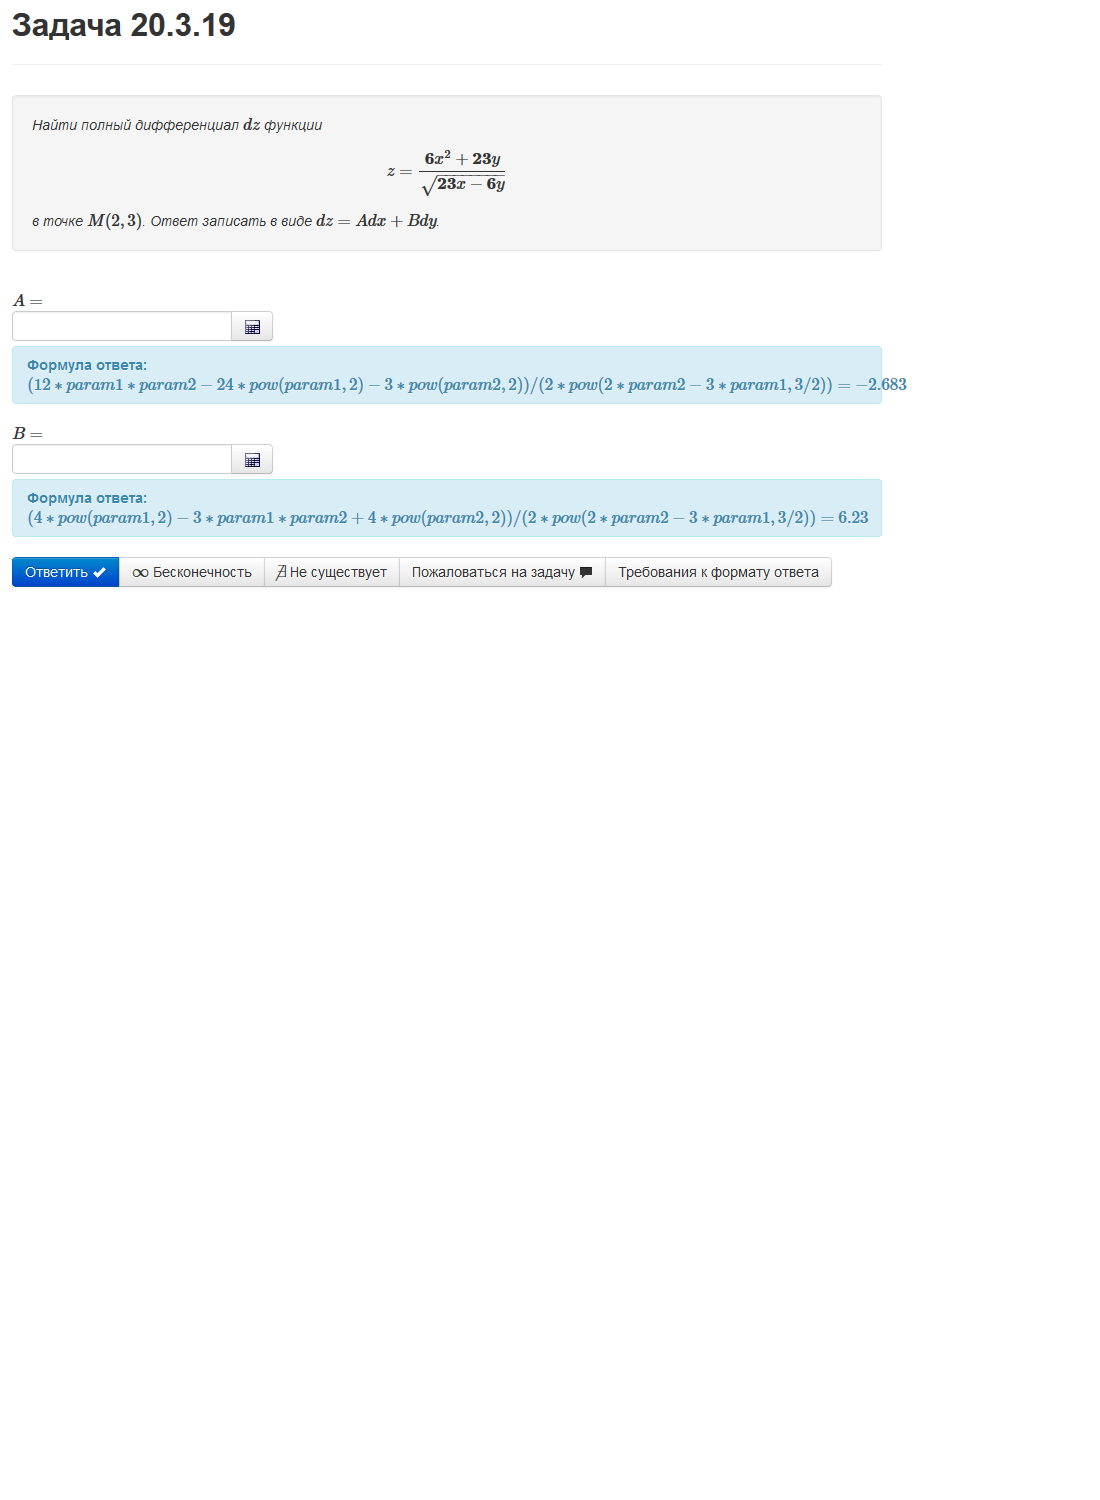 Задача 20.3.19
Найти полный дифференциал dz функции
z = \frac{6x^2 + 23y}{\sqrt{23x - 6y}}
в точке M(2, 3). Ответ записать в виде dz = Adx + Bdy.
A =
Формула ответа:
(12 * param1 * param2 − 24 * pow(param1, 2) − 3 * pow(param2, 2))/(2 * pow(2 * param2 − 3 * param1, 3/2)) = −2.683
B =
Формула ответа:
(4 * pow(param1, 2) − 3 * param1 * param2 + 4 * pow(param2, 2))/(2 * pow(2 * param2 − 3 * param1, 3/2)) = 6.23
Ответить ✔ ∞ Бесконечность ∄ Не существует Пожаловаться на задачу Требования к формату ответа